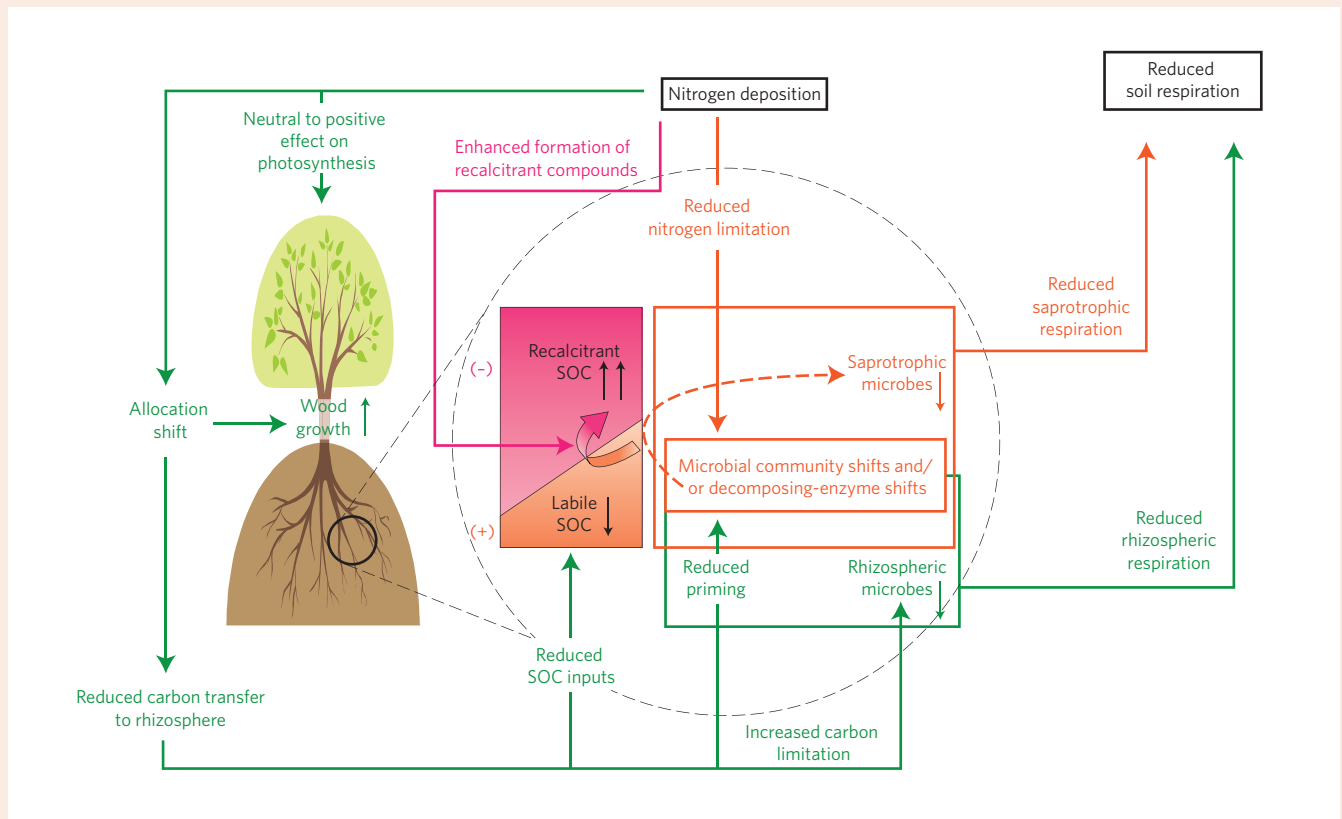 Nitrogen deposition
Reduced
soil respiration
Neutral to positive
effect on
photosynthesis
Enhanced formation of
recalcitrant compounds
Reduced
nitrogen limitation
Reduced
saprotrophic
respiration
Recalcitrant
SOC
(–)
Saprotrophic
microbes
Allocation
shift
Wood
growth
Microbial community shifts and/
or decomposing-enzyme shifts
Labile
SOC
(+)
Reduced
priming
Rhizospheric
microbes
Reduced
rhizospheric
respiration
Reduced
SOC inputs
Reduced carbon transfer
to rhizosphere
Increased carbon
limitation